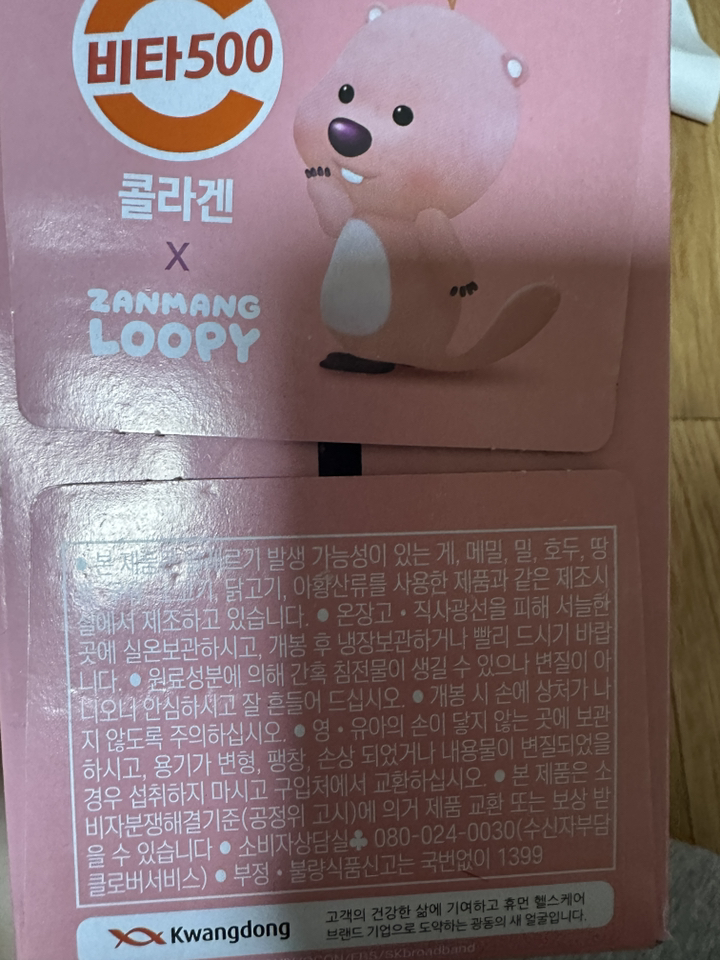 비타500
콜라겐
X
ZANMANG
LOOPY
● 본 제품은 알레르기 발생 가능성이 있는 게, 메밀, 밀, 호두, 땅
닭고기, 아황산류를 사용한 제품과 같은 제조시
설에서 제조하고 있습니다. ● 온장고 · 직사광선을 피해 서늘한
곳에 실온보관하시고, 개봉 후 냉장보관하거나 빨리 드시기 바랍
니다. ● 원료성분에 의해 간혹 침전물이 생길 수 있으나 변질이 아
니오니 안심하시고 잘 흔들어 드십시오. ● 개봉 시 손에 상처가 나
지 않도록 주의하십시오 ● 영 · 유아의 손이 닿지 않는 곳에 보관
하시고, 용기가 변형, 팽창, 손상 되었거나 내용물이 변질되었을
경우 섭취하지 마시고 구입처에서 교환하십시오. ● 본 제품은 소
비자분쟁해결기준(공정위 고시)에 의거 제품 교환 또는 보상 받
을 수 있습니다 ● 소비자상담실♣ 080-024-0030(수신자부담
클로버서비스) ● 부정 · 불량식품신고는 국번없이 1399
Kwangdong
고객의 건강한 삶에 기여하고 휴먼 헬스케어
브랜드 기업으로 도약하는 광동의 새 얼굴입니다.
/SKbroadband